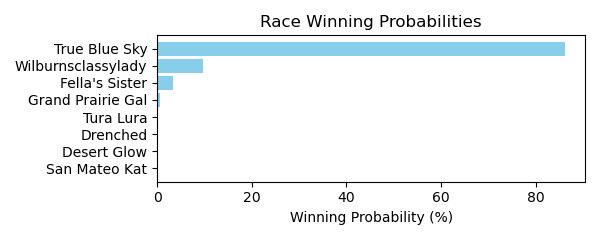 Race Winning Probabilities
True Blue Sky
Wilburnsclassylady
Fella's Sister
Grand Prairie Gal
Tura Lura
Drenched
Desert Glow
San Mateo Kat
0 20 40 60 80
Winning Probability (%)